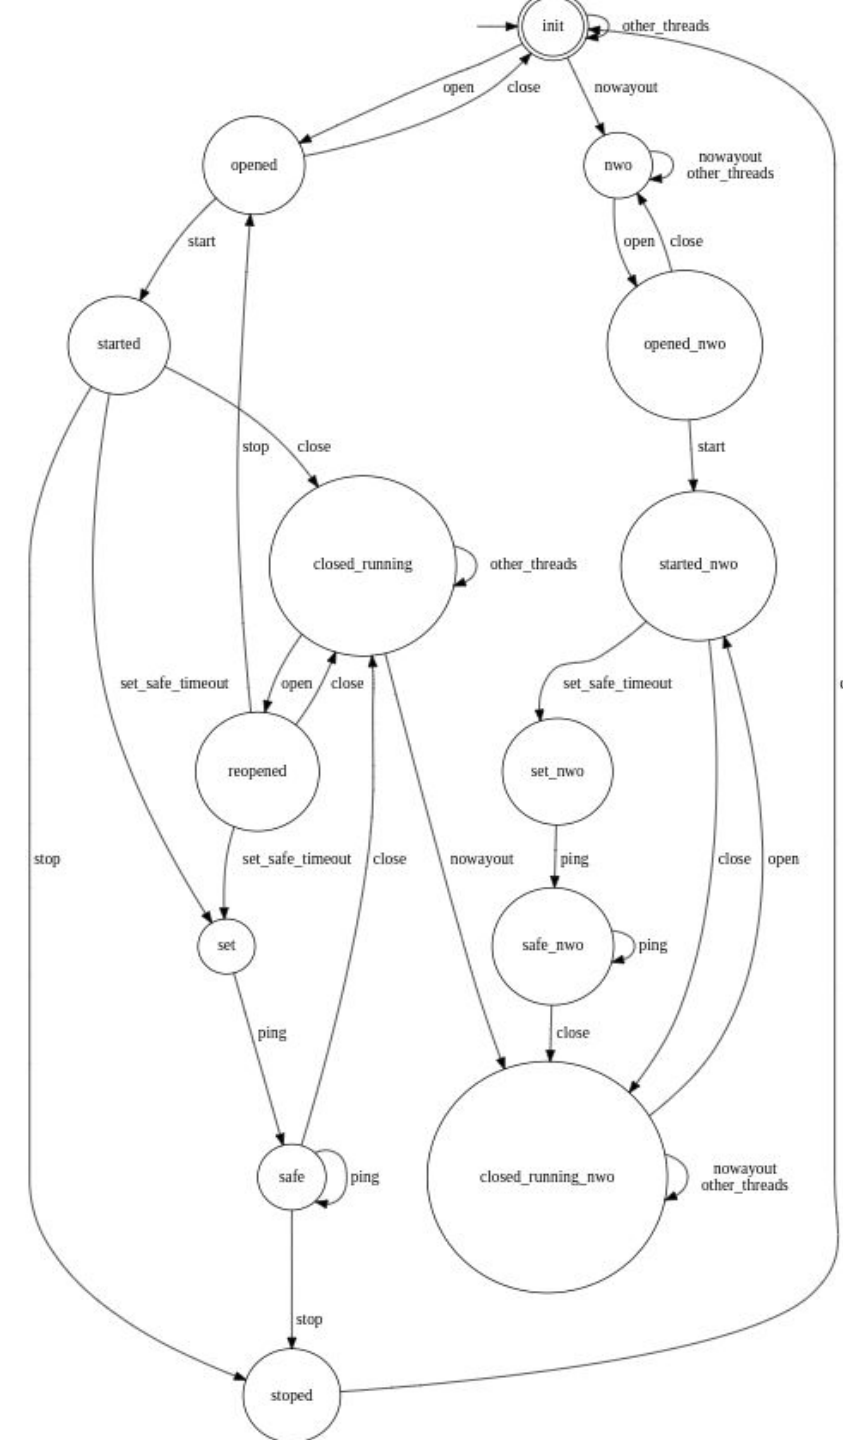 init
other_threads
open
close
nowayout
opened
nwo
nowayout
other_threads
start
open
close
started
opened_nwo
stop
close
start
closed_running
other_threads
started_nwo
set_safe_timeout
open
close
set_safe_timeout
reopened
set_nwo
stop
set_safe_timeout
close
nowayout
ping
close
open
set
safe_nwo
ping
ping
close
safe
ping
closed_running_nwo
nowayout
other_threads
stop
stoped